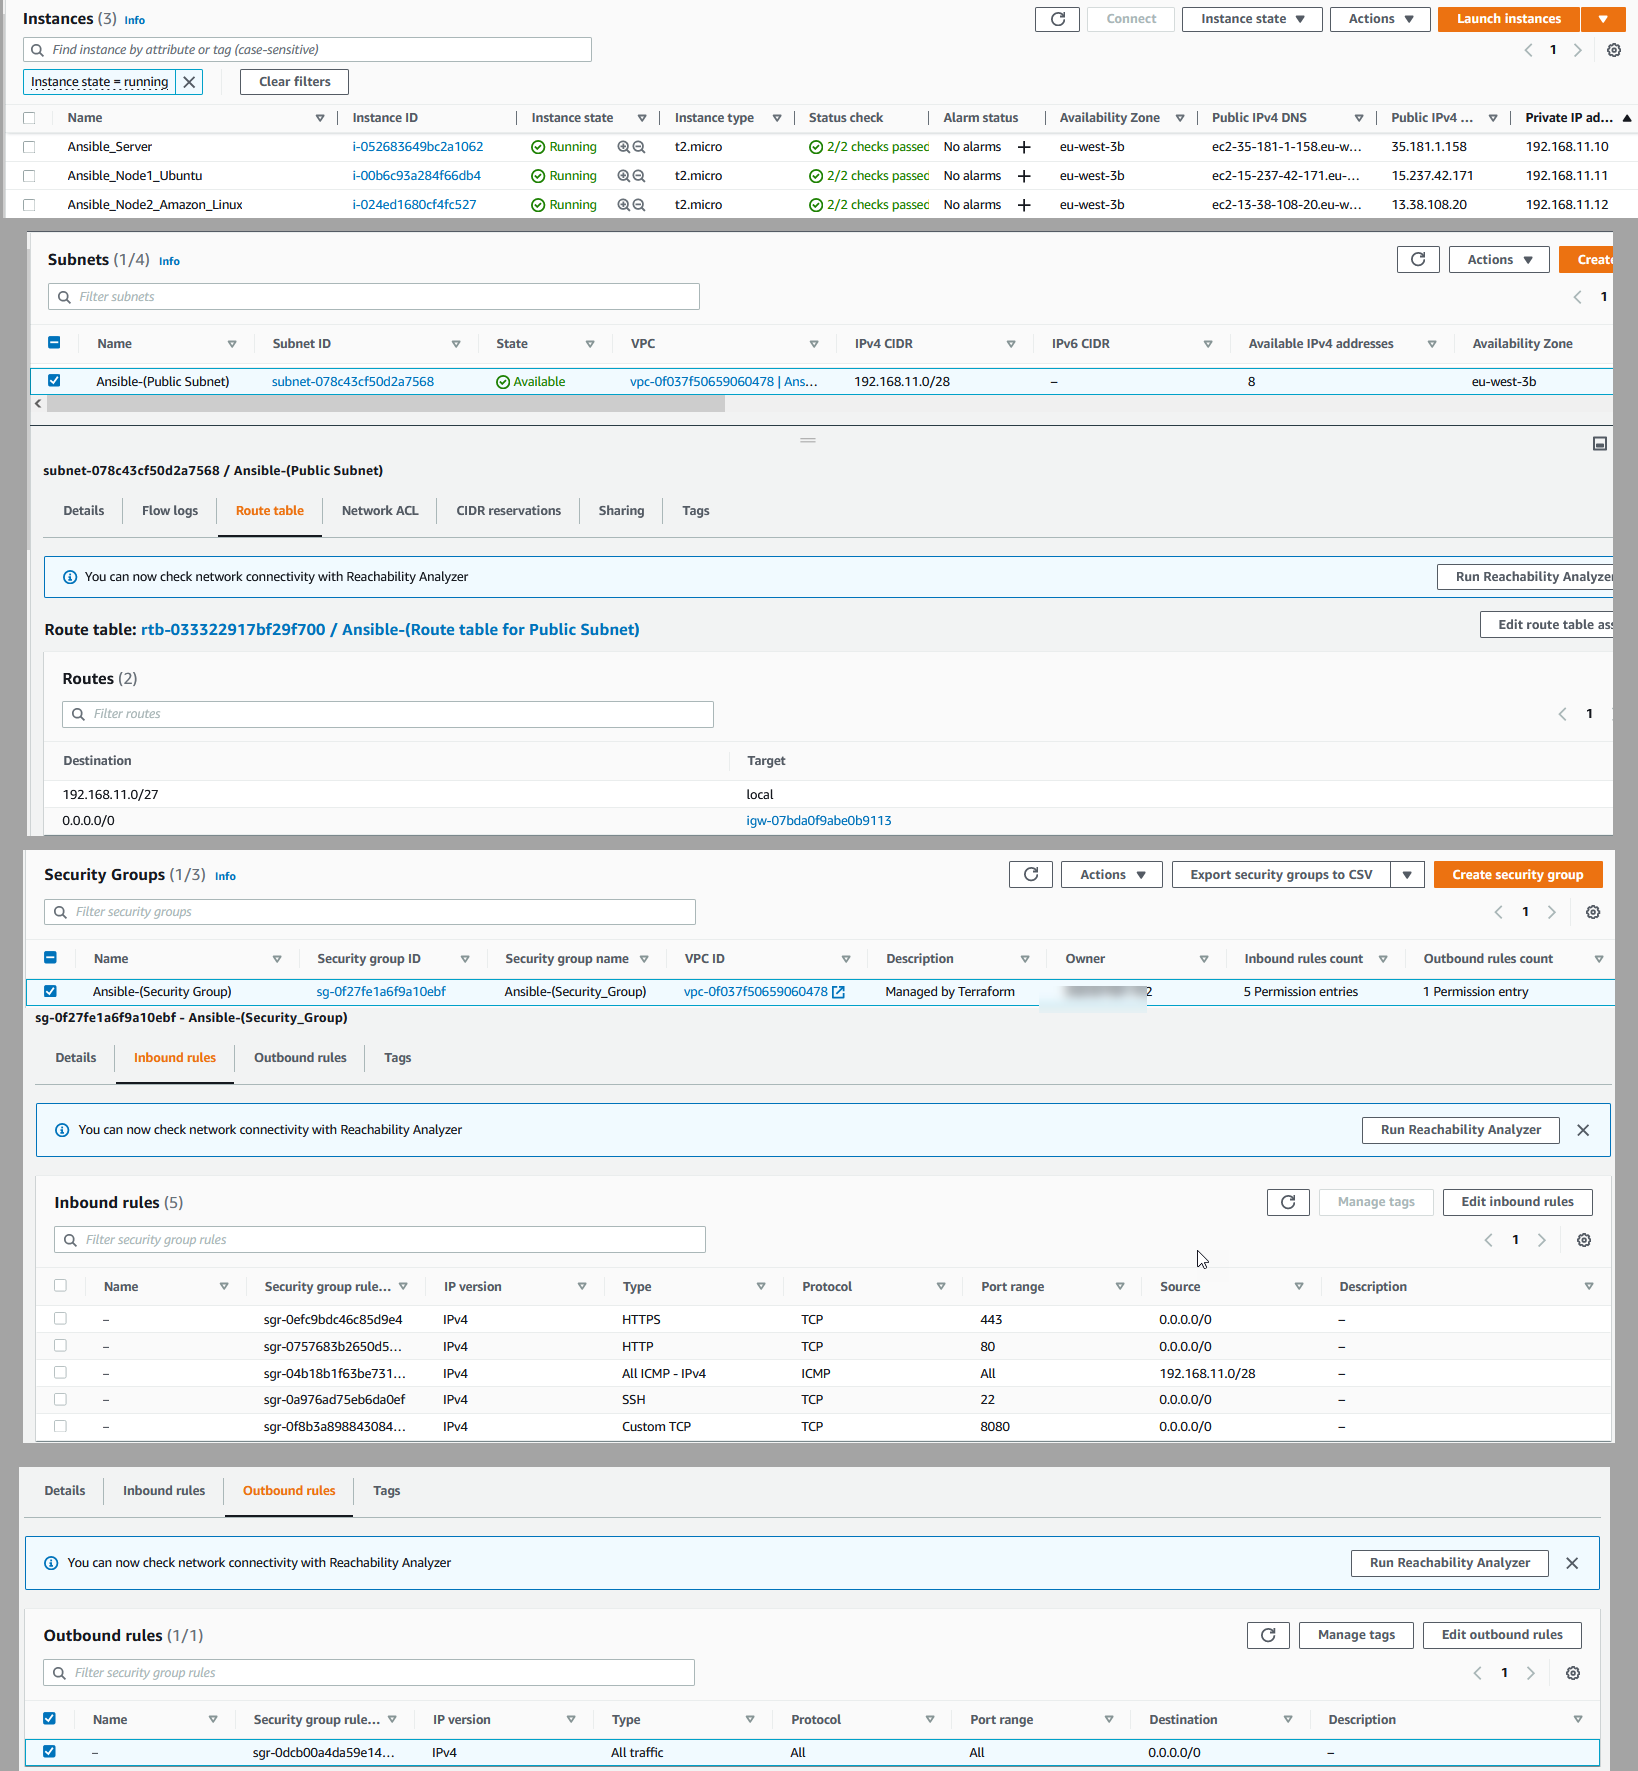 Instances (3) Info
Connect
Instance state
Actions
Launch instances
Find instance by attribute or tag (case-sensitive)
1
Instance state = running
Clear filters
Name Instance ID Instance state Instance type Status check Alarm status Availability Zone Public IPv4 DNS Public IPv4 ... Private IP ad...
Ansible_Server i-052683649bc2a1062 Running t2.micro 2/2 checks passed No alarms + eu-west-3b ec2-35-181-1-158.eu-w... 35.181.1.158 192.168.11.10
Ansible_Node1_Ubuntu i-00b6c93a284f66db4 Running t2.micro 2/2 checks passed No alarms + eu-west-3b ec2-15-237-42-171.eu-... 15.237.42.171 192.168.11.11
Ansible_Node2_Amazon_Linux i-024ed1680cf4fc527 Running t2.micro 2/2 checks passed No alarms + eu-west-3b ec2-13-38-108-20.eu-w... 13.38.108.20 192.168.11.12
Subnets (1/4) Info
Actions
Create
Filter subnets
1
Name Subnet ID State VPC IPv4 CIDR IPv6 CIDR Available IPv4 addresses Availability Zone
Ansible-(Public Subnet) subnet-078c43cf50d2a7568 Available vpc-0f037f50659060478 | Ans... 192.168.11.0/28 – 8 eu-west-3b
subnet-078c43cf50d2a7568 / Ansible-(Public Subnet)
Details Flow logs Route table Network ACL CIDR reservations Sharing Tags
You can now check network connectivity with Reachability Analyzer
Run Reachability Analyzer
Route table: rtb-033322917bf29f700 / Ansible-(Route table for Public Subnet)
Edit route table ass
Routes (2)
Filter routes
1
Destination Target
192.168.11.0/27 local
0.0.0.0/0 igw-07bda0f9abe0b9113
Security Groups (1/3) Info
Actions
Export security groups to CSV
Create security group
Filter security groups
1
Name Security group ID Security group name VPC ID Description Owner Inbound rules count Outbound rules count
Ansible-(Security Group) sg-0f27fe1a6f9a10ebf Ansible-(Security_Group) vpc-0f037f50659060478 Managed by Terraform 2 5 Permission entries 1 Permission entry
sg-0f27fe1a6f9a10ebf - Ansible-(Security_Group)
Details Inbound rules Outbound rules Tags
You can now check network connectivity with Reachability Analyzer
Run Reachability Analyzer
Inbound rules (5)
Manage tags
Edit inbound rules
Filter security group rules
1
Name Security group rule... IP version Type Protocol Port range Source Description
– sgr-0efc9bdc46c85d9e4 IPv4 HTTPS TCP 443 0.0.0.0/0 –
– sgr-0757683b2650d5... IPv4 HTTP TCP 80 0.0.0.0/0 –
– sgr-04b18b1f63be731... IPv4 All ICMP - IPv4 ICMP All 192.168.11.0/28 –
– sgr-0a976ad75eb6da0ef IPv4 SSH TCP 22 0.0.0.0/0 –
– sgr-0f8b3a898843084... IPv4 Custom TCP TCP 8080 0.0.0.0/0 –
Details Inbound rules Outbound rules Tags
You can now check network connectivity with Reachability Analyzer
Run Reachability Analyzer
Outbound rules (1/1)
Manage tags
Edit outbound rules
Filter security group rules
1
Name Security group rule... IP version Type Protocol Port range Destination Description
– sgr-0dcb00a4da59e14... IPv4 All traffic All All 0.0.0.0/0 –